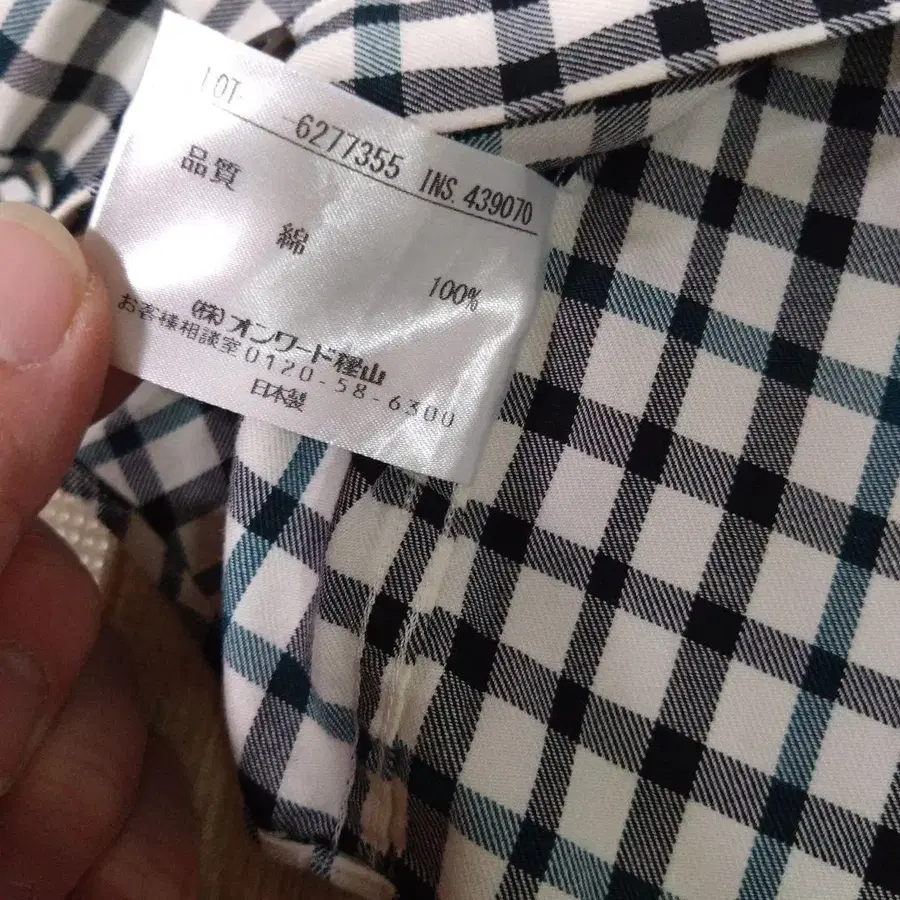 LOT- -6277355 INS.439070
品質
綿
100%
(株)オンワード樫山
お客様相談室0120-58-6300
日本製